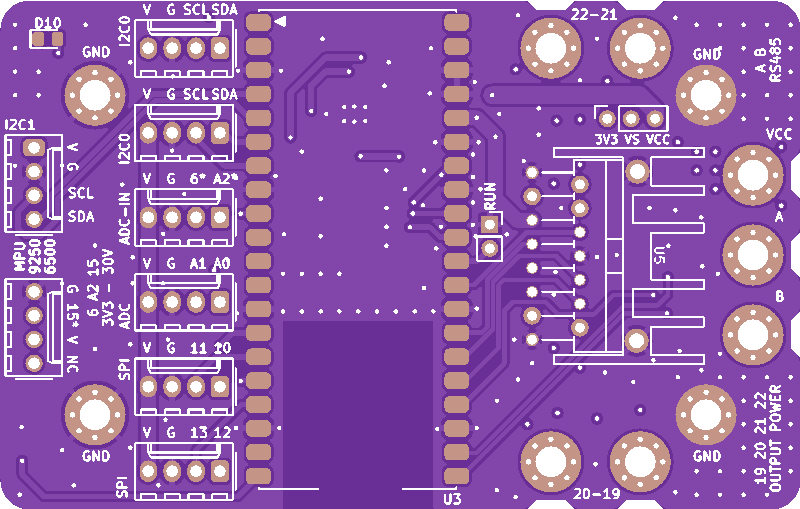 D10
GND
I2C0
V G SCL SDA
I2C0
V G SCL SDA
I2C1
V
G
SCL
SDA
ADC-IN
V G 6* A2*
MPU
9250
6500
6 A2 15
3V3 - 30V
G 15* V NC
ADC
V G A1 A0
SPI
V G 11 10
GND
SPI
V G 13 12
U3
RUN
22-21
GND
A B
RS485
3V3 VS VCC
VCC
A
U5
B
20-19
GND
19 20 21 22
OUTPUT POWER